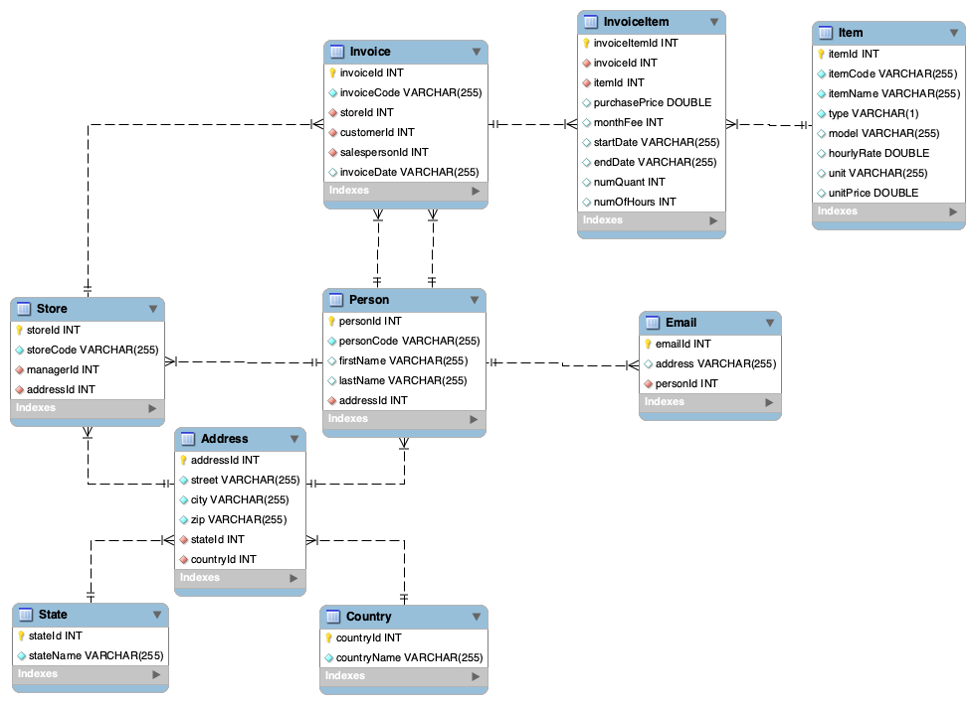 Invoice
invoiceId INT
invoiceCode VARCHAR(255)
storeId INT
customerId INT
salespersonId INT
invoiceDate VARCHAR(255)
Indexes
InvoiceItem
invoiceItemId INT
invoiceId INT
itemId INT
purchasePrice DOUBLE
monthFee INT
startDate VARCHAR(255)
endDate VARCHAR(255)
numQuant INT
numOfHours INT
Indexes
Item
itemId INT
itemCode VARCHAR(255)
itemName VARCHAR(255)
type VARCHAR(1)
model VARCHAR(255)
hourlyRate DOUBLE
unit VARCHAR(255)
unitPrice DOUBLE
Indexes
Store
storeId INT
storeCode VARCHAR(255)
managerId INT
addressId INT
Indexes
Person
personId INT
personCode VARCHAR(255)
firstName VARCHAR(255)
lastName VARCHAR(255)
addressId INT
Indexes
Email
emailId INT
address VARCHAR(255)
personId INT
Indexes
Address
addressId INT
street VARCHAR(255)
city VARCHAR(255)
zip VARCHAR(255)
stateId INT
countryId INT
Indexes
State
stateId INT
stateName VARCHAR(255)
Indexes
Country
countryId INT
countryName VARCHAR(255)
Indexes